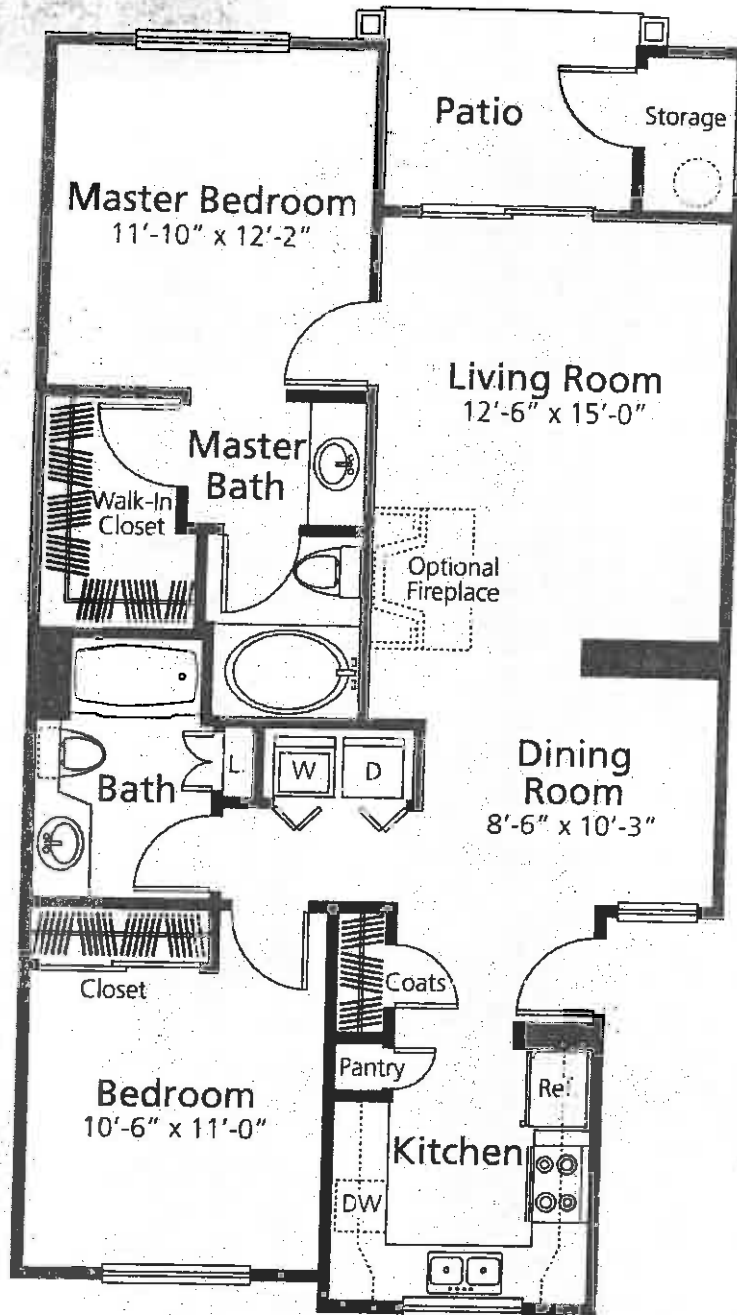 Patio
Storage
Master Bedroom
11'-10" x 12'-2"
Living Room
12'-6" x 15'-0"
Master
Bath
Walk-In
Closet
Optional
Fireplace
L
W
D
Bath
Dining
Room
8'-6" x 10'-3"
Closet
Coats
Pantry
Ref.
Bedroom
10'-6" x 11'-0"
Kitchen
DW